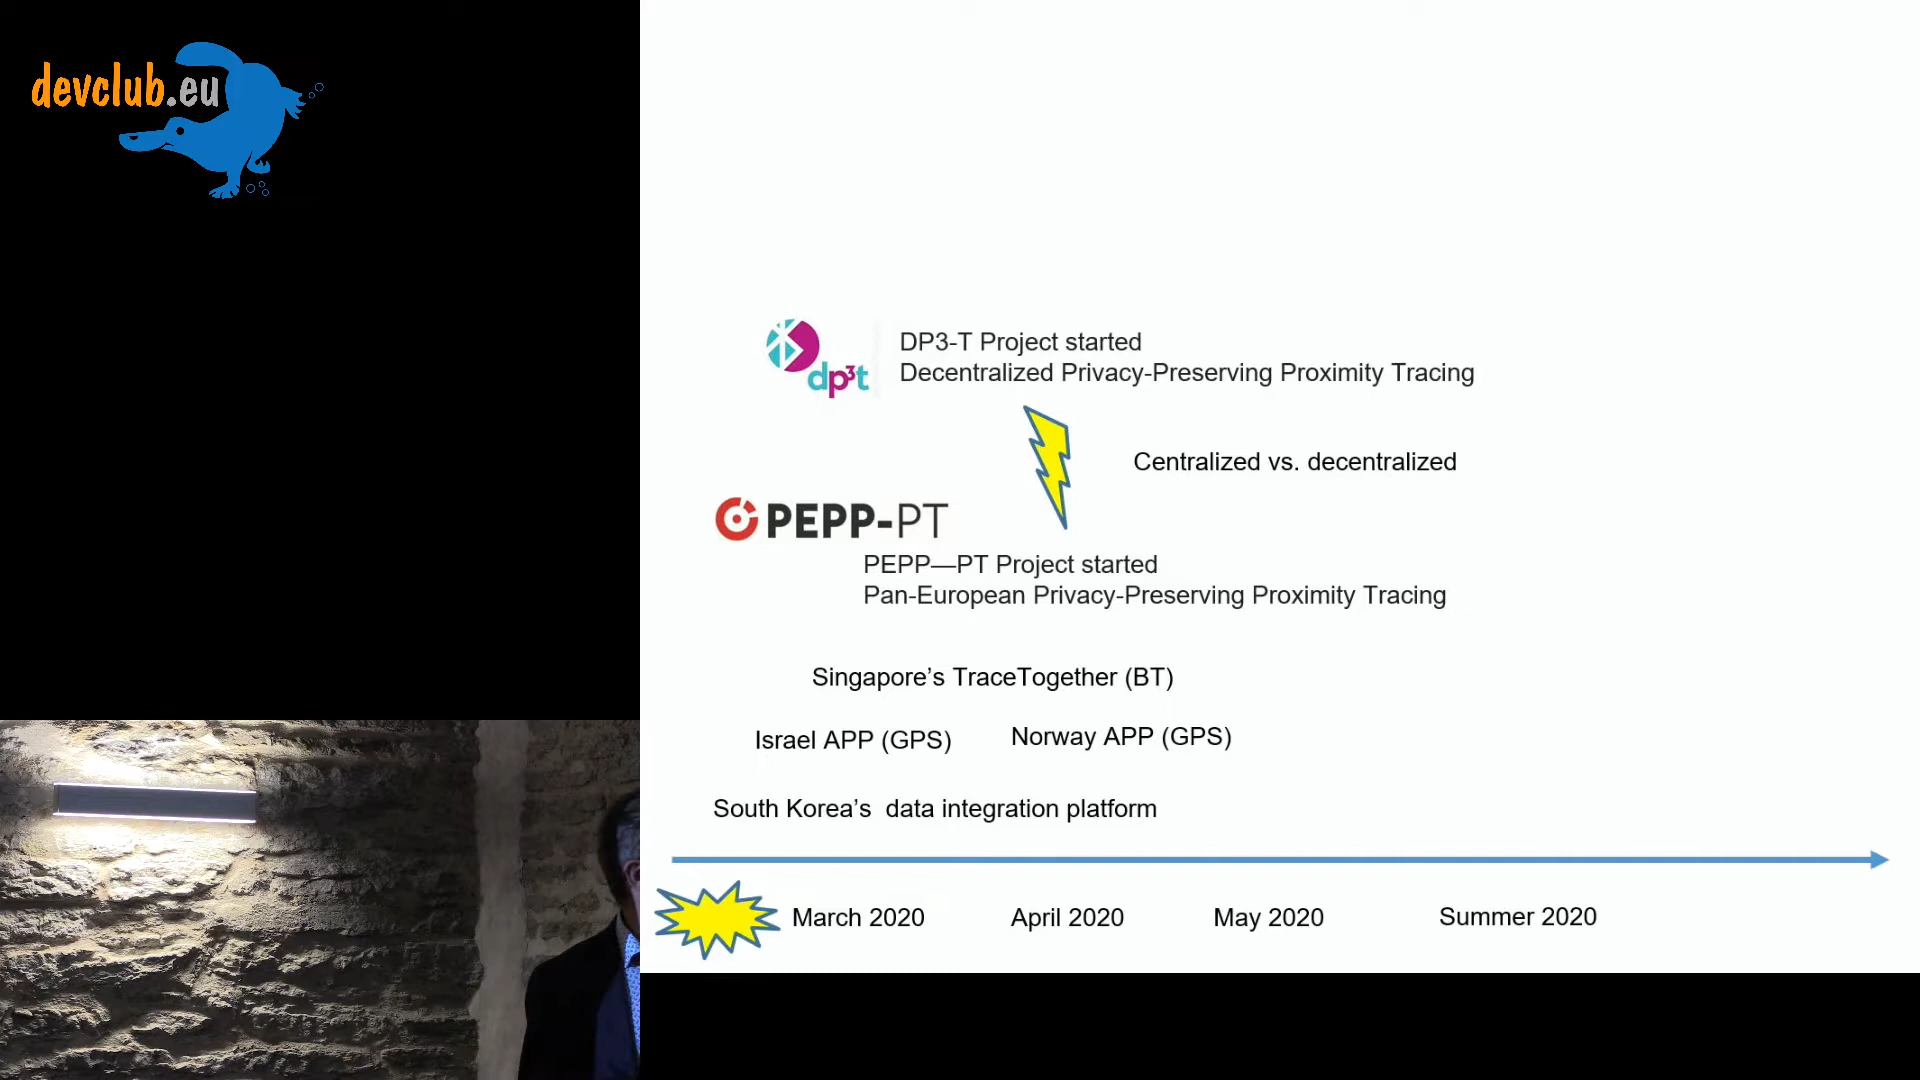 devclub.eu
dp³t
DP3-T Project started
Decentralized Privacy-Preserving Proximity Tracing
Centralized vs. decentralized
PEPP-PT
PEPP—PT Project started
Pan-European Privacy-Preserving Proximity Tracing
Singapore’s TraceTogether (BT)
Israel APP (GPS)
Norway APP (GPS)
South Korea’s data integration platform
March 2020
April 2020
May 2020
Summer 2020